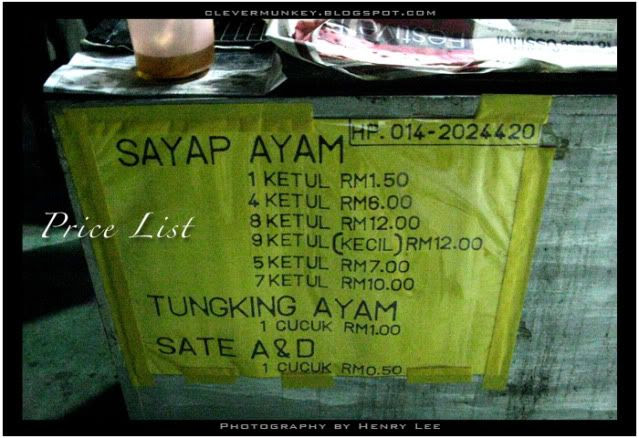 CLEVERMUNKEY.BLOGSPOT.COM
HP. 014-2024420
SAYAP AYAM
1 KETUL RM1.50
4 KETUL RM6.00
8 KETUL RM12.00
9 KETUL (KECIL) RM12.00
5 KETUL RM7.00
7 KETUL RM10.00
Price List
TUNGKING AYAM
1 CUCUK RM1.00
SATE A&D
1 CUCUK RM0.50
PHOTOGRAPHY BY HENRY LEE